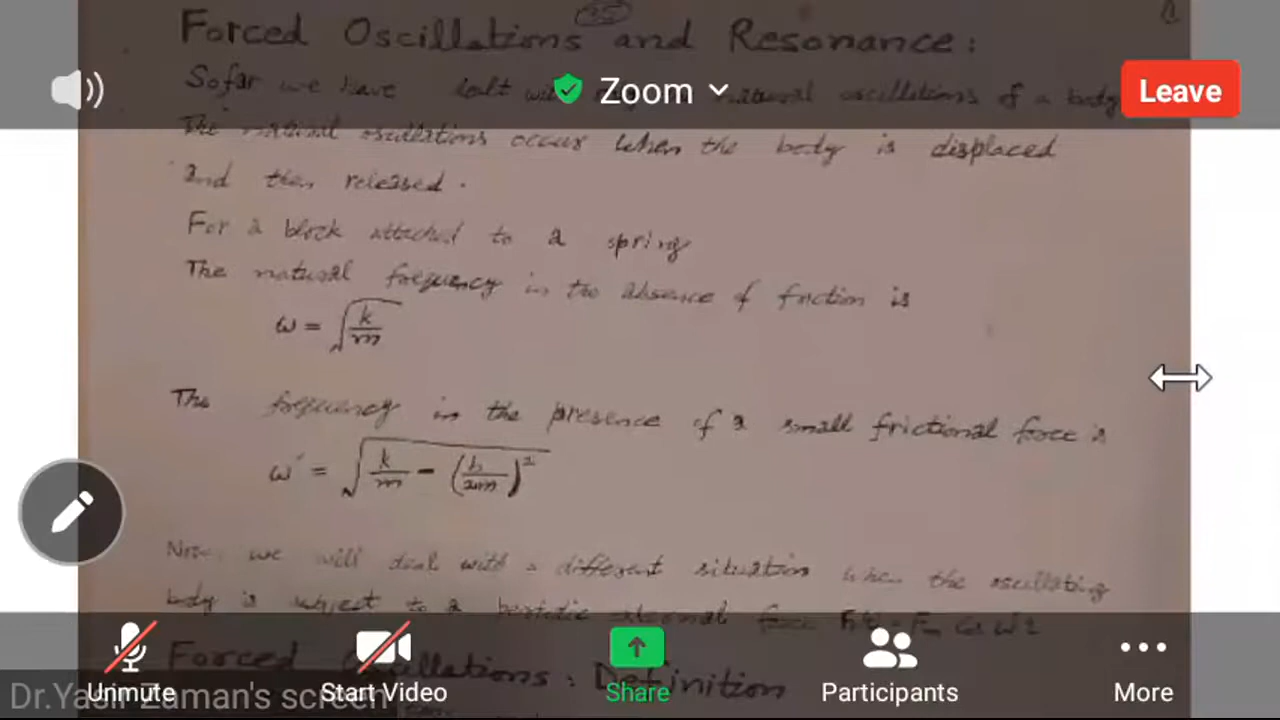 35
Forced Oscillations and Resonance:
Zoom
Leave
Sofar we have dealt with natural oscillations of a body
The natural oscillations occur when the body is displaced
and then released.
For a block attached to a spring
The natural frequency in the absence of friction is
ω = √(k/m)
The frequency in the presence of a small frictional force is
ω′ = √(k/m − (b/2m)²)
Now we will deal with a different situation when the oscillating
body is subject to a periodic external force
Forced Oscillations: Definition
Dr.Yasir Zaman's screen
Unmute
Start Video
Share
Participants
More